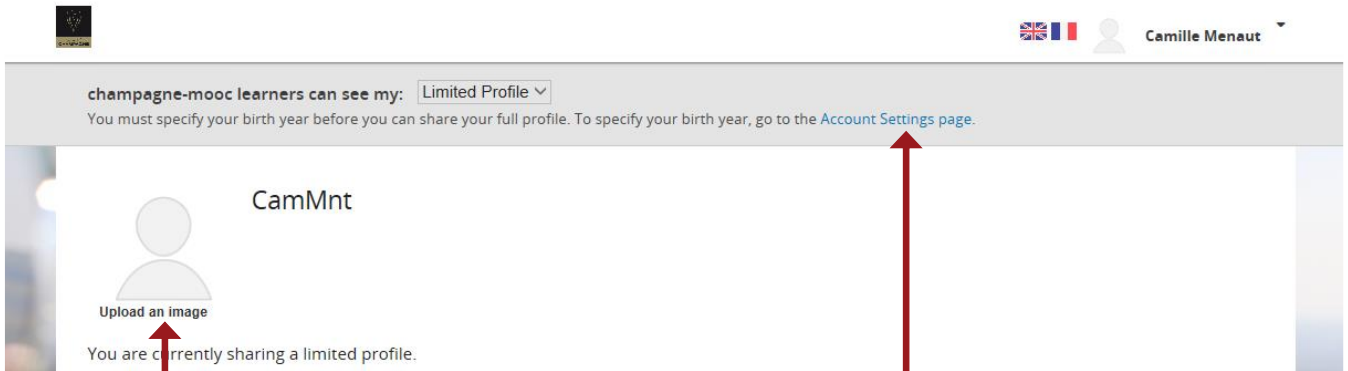 CHAMPAGNE
Camille Menaut
champagne-mooc learners can see my: Limited Profile
You must specify your birth year before you can share your full profile. To specify your birth year, go to the Account Settings page.
CamMnt
Upload an image
You are currently sharing a limited profile.